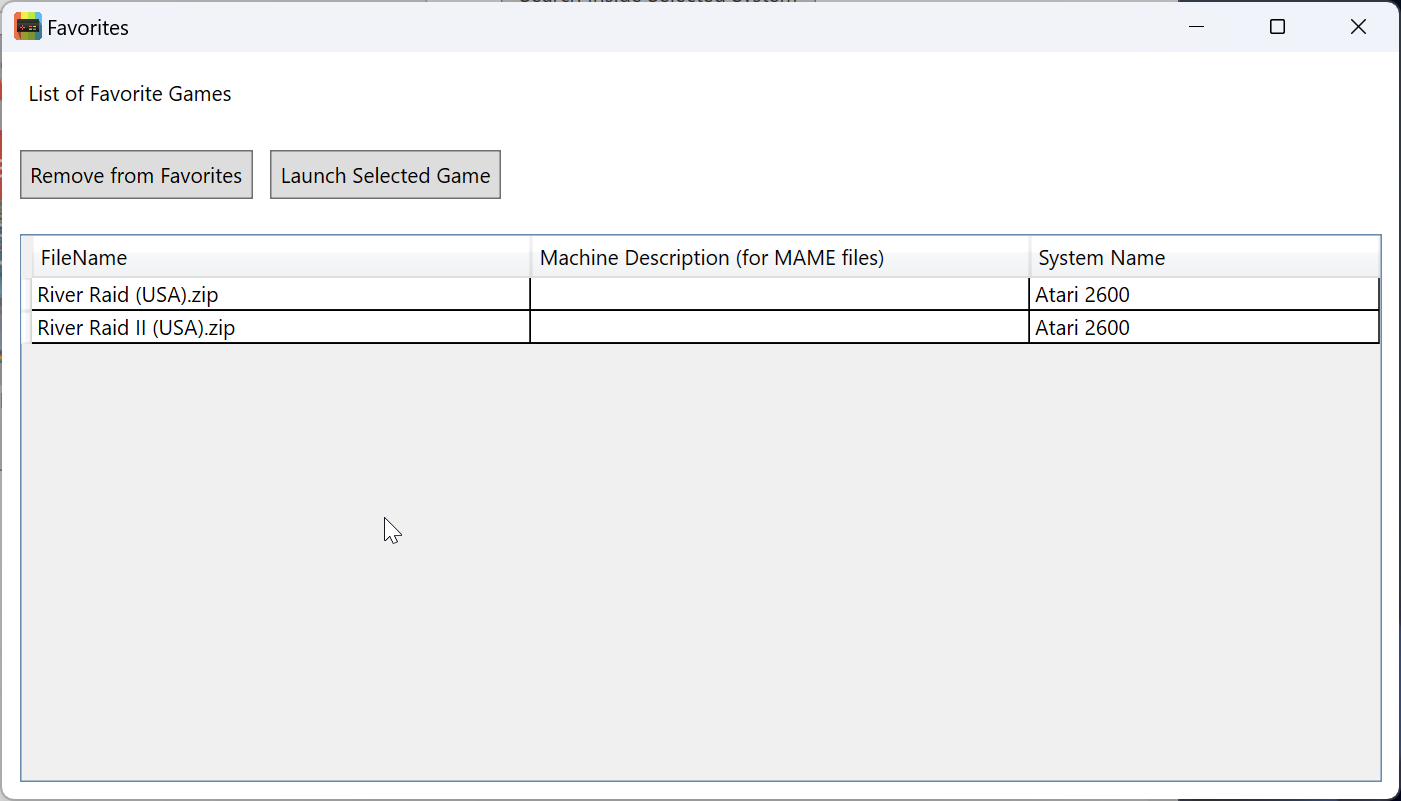 Favorites
List of Favorite Games
Remove from Favorites Launch Selected Game
FileName Machine Description (for MAME files) System Name
River Raid (USA).zip Atari 2600
River Raid II (USA).zip Atari 2600